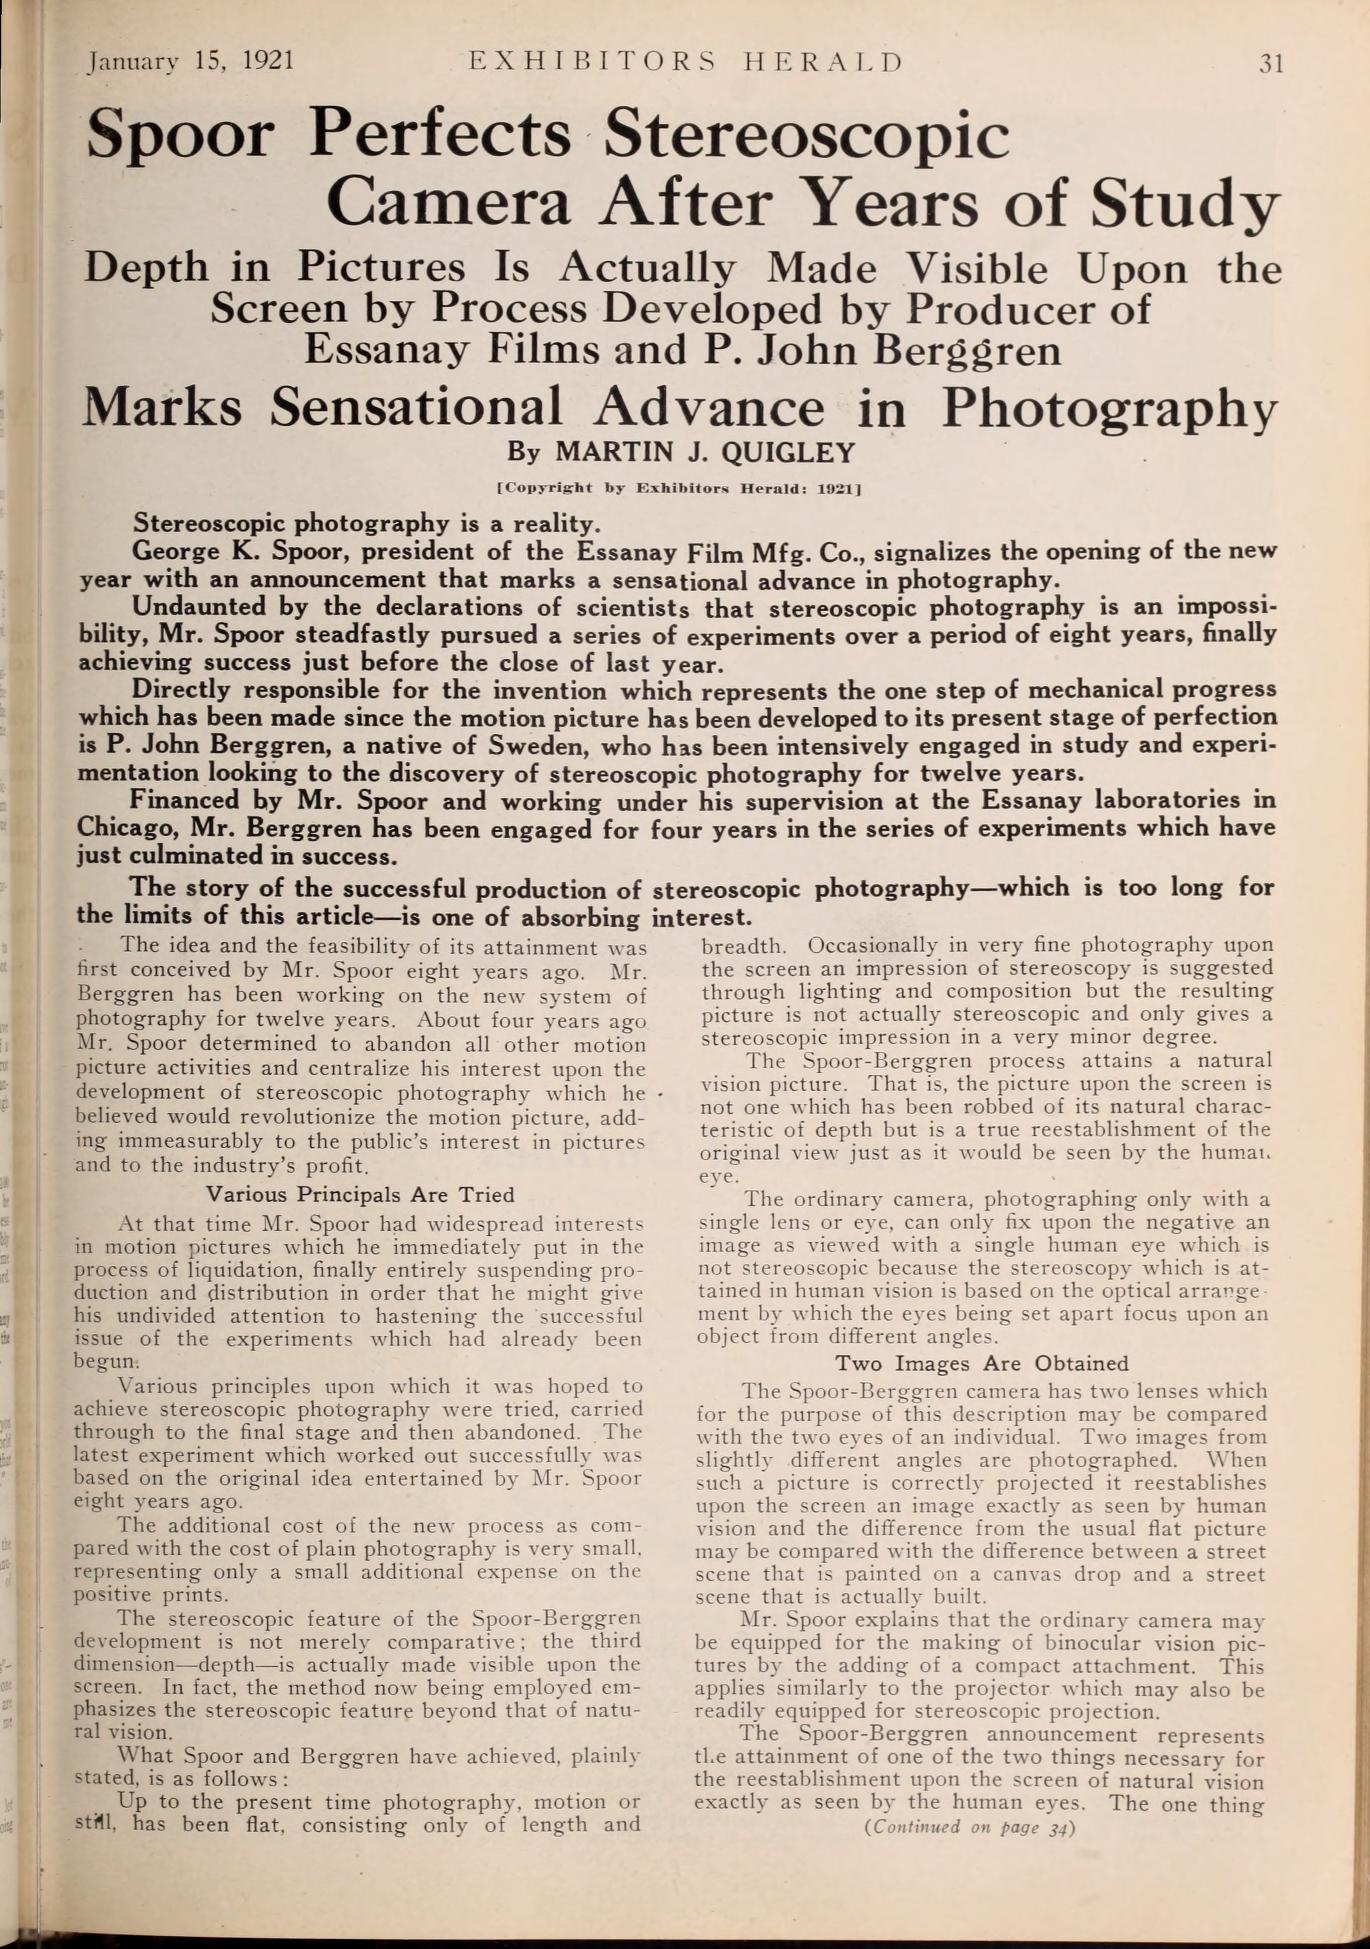 January 15, 1921
EXHIBITORS HERALD
31
Spoor Perfects Stereoscopic
Camera After Years of Study
Depth in Pictures Is Actually Made Visible Upon the
Screen by Process Developed by Producer of
Essanay Films and P. John Berggren
Marks Sensational Advance in Photography
By MARTIN J. QUIGLEY
[Copyright by Exhibitors Herald: 1921]
Stereoscopic photography is a reality.
George K. Spoor, president of the Essanay Film Mfg. Co., signalizes the opening of the new
year with an announcement that marks a sensational advance in photography.
Undaunted by the declarations of scientists that stereoscopic photography is an impossi-
bility, Mr. Spoor steadfastly pursued a series of experiments over a period of eight years, finally
achieving success just before the close of last year.
Directly responsible for the invention which represents the one step of mechanical progress
which has been made since the motion picture has been developed to its present stage of perfection
is P. John Berggren, a native of Sweden, who has been intensively engaged in study and experi-
mentation looking to the discovery of stereoscopic photography for twelve years.
Financed by Mr. Spoor and working under his supervision at the Essanay laboratories in
Chicago, Mr. Berggren has been engaged for four years in the series of experiments which have
just culminated in success.
The story of the successful production of stereoscopic photography—which is too long for
the limits of this article—is one of absorbing interest.
The idea and the feasibility of its attainment was
first conceived by Mr. Spoor eight years ago. Mr.
Berggren has been working on the new system of
photography for twelve years. About four years ago
Mr. Spoor determined to abandon all other motion
picture activities and centralize his interest upon the
development of stereoscopic photography which he
believed would revolutionize the motion picture, add-
ing immeasurably to the public's interest in pictures
and to the industry's profit.
Various Principals Are Tried
At that time Mr. Spoor had widespread interests
in motion pictures which he immediately put in the
process of liquidation, finally entirely suspending pro-
duction and distribution in order that he might give
his undivided attention to hastening the successful
issue of the experiments which had already been
begun.
Various principles upon which it was hoped to
achieve stereoscopic photography were tried, carried
through to the final stage and then abandoned. The
latest experiment which worked out successfully was
based on the original idea entertained by Mr. Spoor
eight years ago.
The additional cost of the new process as com-
pared with the cost of plain photography is very small,
representing only a small additional expense on the
positive prints.
The stereoscopic feature of the Spoor-Berggren
development is not merely comparative; the third
dimension—depth—is actually made visible upon the
screen. In fact, the method now being employed em-
phasizes the stereoscopic feature beyond that of natu-
ral vision.
What Spoor and Berggren have achieved, plainly
stated, is as follows:
Up to the present time photography, motion or
still, has been flat, consisting only of length and
breadth. Occasionally in very fine photography upon
the screen an impression of stereoscopy is suggested
through lighting and composition but the resulting
picture is not actually stereoscopic and only gives a
stereoscopic impression in a very minor degree.
The Spoor-Berggren process attains a natural
vision picture. That is, the picture upon the screen is
not one which has been robbed of its natural charac-
teristic of depth but is a true reestablishment of the
original view just as it would be seen by the human
eye.
The ordinary camera, photographing only with a
single lens or eye, can only fix upon the negative an
image as viewed with a single human eye which is
not stereoscopic because the stereoscopy which is at-
tained in human vision is based on the optical arrange-
ment by which the eyes being set apart focus upon an
object from different angles.
Two Images Are Obtained
The Spoor-Berggren camera has two lenses which
for the purpose of this description may be compared
with the two eyes of an individual. Two images from
slightly different angles are photographed. When
such a picture is correctly projected it reestablishes
upon the screen an image exactly as seen by human
vision and the difference from the usual flat picture
may be compared with the difference between a street
scene that is painted on a canvas drop and a street
scene that is actually built.
Mr. Spoor explains that the ordinary camera may
be equipped for the making of binocular vision pic-
tures by the adding of a compact attachment. This
applies similarly to the projector which may also be
readily equipped for stereoscopic projection.
The Spoor-Berggren announcement represents
the attainment of one of the two things necessary for
the reestablishment upon the screen of natural vision
exactly as seen by the human eyes. The one thing
(Continued on page 34)